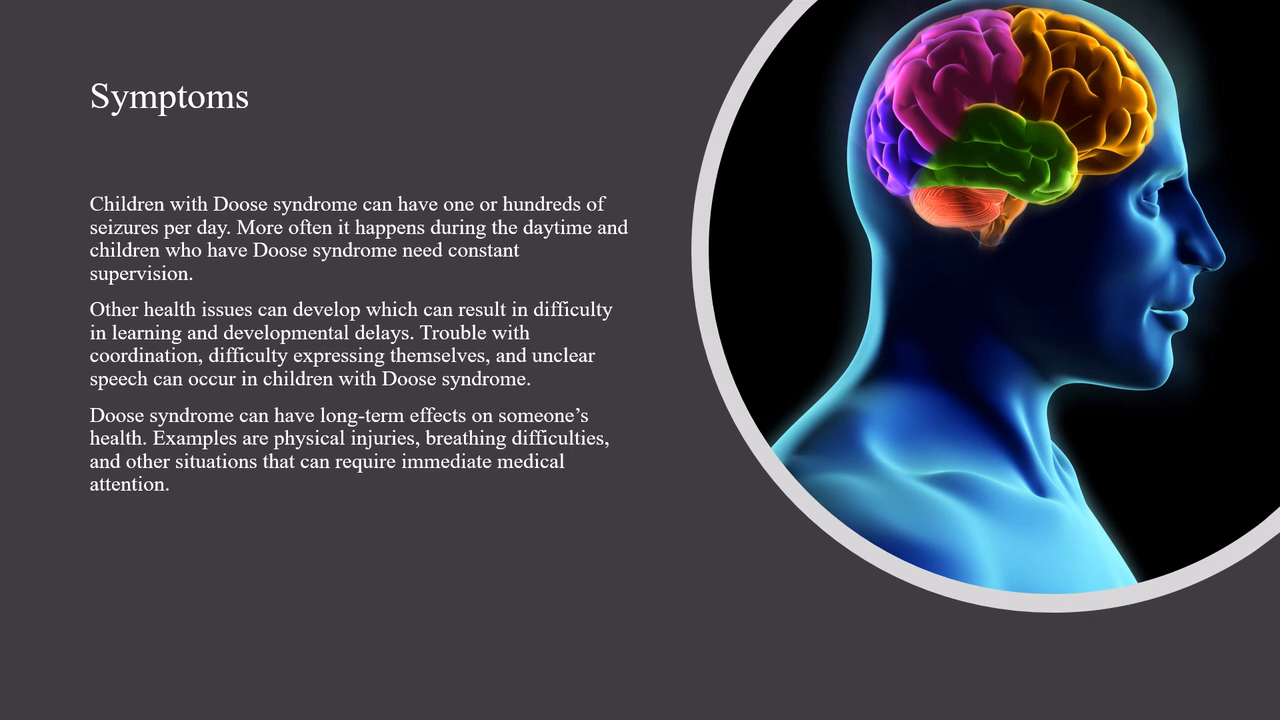 Symptoms
Children with Doose syndrome can have one or hundreds of
seizures per day. More often it happens during the daytime and
children who have Doose syndrome need constant
supervision.
Other health issues can develop which can result in difficulty
in learning and developmental delays. Trouble with
coordination, difficulty expressing themselves, and unclear
speech can occur in children with Doose syndrome.
Doose syndrome can have long-term effects on someone’s
health. Examples are physical injuries, breathing difficulties,
and other situations that can require immediate medical
attention.